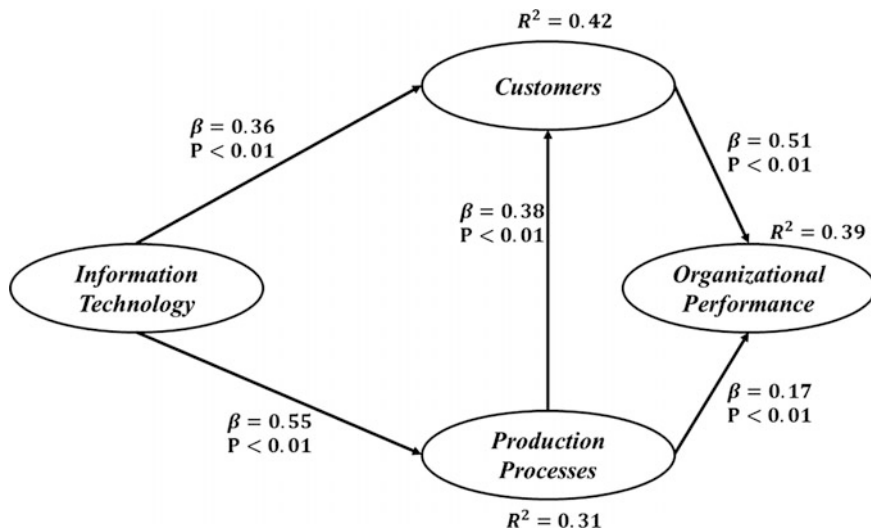 R² = 0.42
Customers
β = 0.36
P < 0.01
β = 0.51
P < 0.01
β = 0.38
P < 0.01
R² = 0.39
Information
Technology
Organizational
Performance
β = 0.55
P < 0.01
β = 0.17
P < 0.01
Production
Processes
R² = 0.31